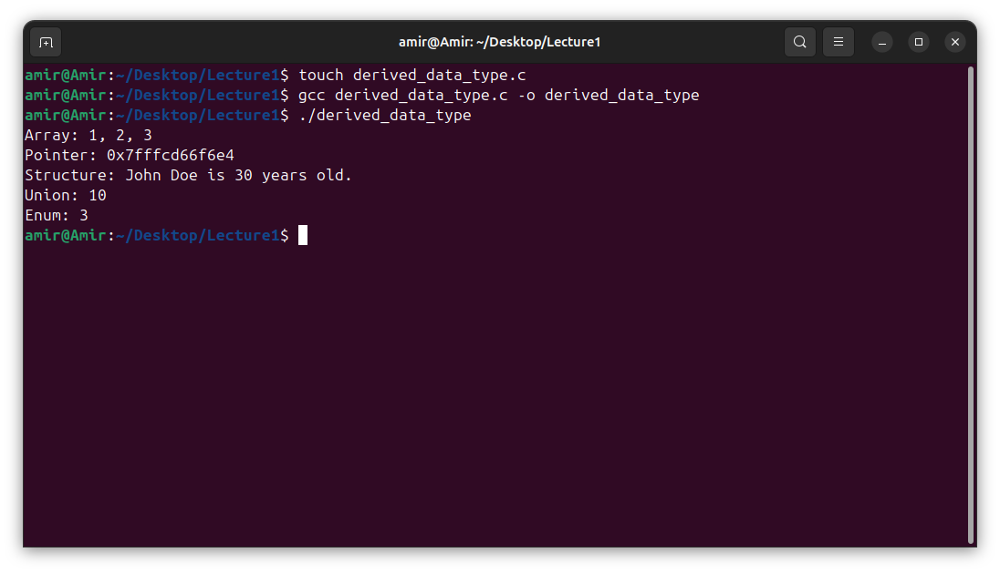 amir@Amir: ~/Desktop/Lecture1
amir@Amir:~/Desktop/Lecture1$ touch derived_data_type.c
amir@Amir:~/Desktop/Lecture1$ gcc derived_data_type.c -o derived_data_type
amir@Amir:~/Desktop/Lecture1$ ./derived_data_type
Array: 1, 2, 3
Pointer: 0x7fffcd66f6e4
Structure: John Doe is 30 years old.
Union: 10
Enum: 3
amir@Amir:~/Desktop/Lecture1$